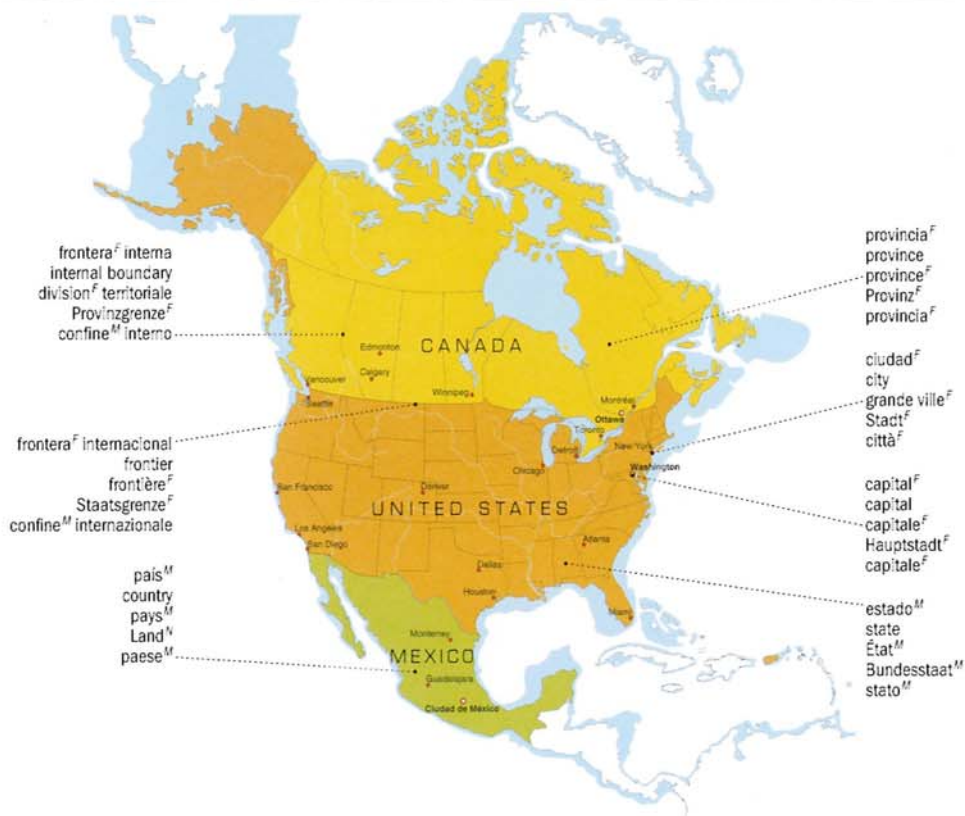 frontera^F interna
internal boundary
division^F territoriale
Provinzgrenze^F
confine^M interno
frontera^F internacional
frontier
frontière^F
Staatsgrenze^F
confine^M internazionale
país^M
country
pays^M
Land^N
paese^M
CANADA
Edmonton
Calgary
Vancouver
Seattle
Winnipeg
Montréal
Ottawa
Toronto
Detroit
New York
Chicago
Washington
San Francisco
Denver
UNITED STATES
Los Angeles
San Diego
Atlanta
Dallas
Houston
Miami
Monterrey
MEXICO
Guadalajara
Ciudad de México
provincia^F
province
province^F
Provinz^F
provincia^F
ciudad^F
city
grande ville^F
Stadt^F
città^F
capital^F
capital
capitale^F
Hauptstadt^F
capitale^F
estado^M
state
État^M
Bundesstaat^M
stato^M